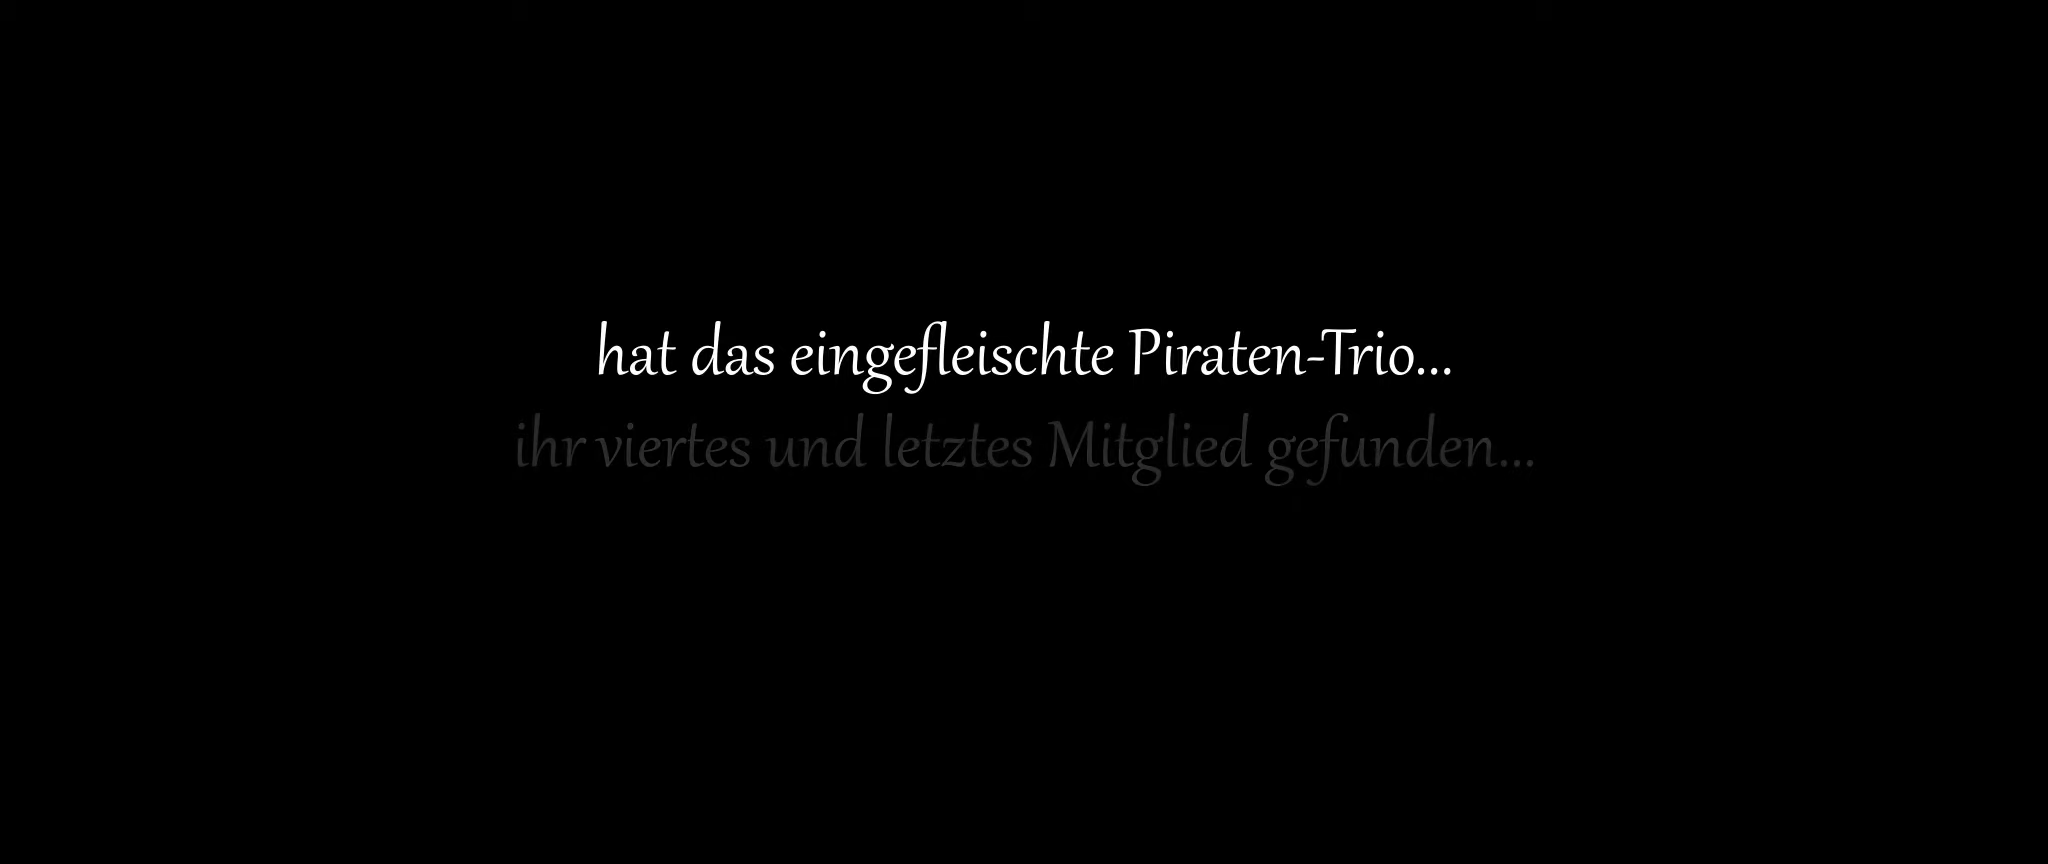 hat das eingefleischte Piraten-Trio...
ihr viertes und letztes Mitglied gefunden...